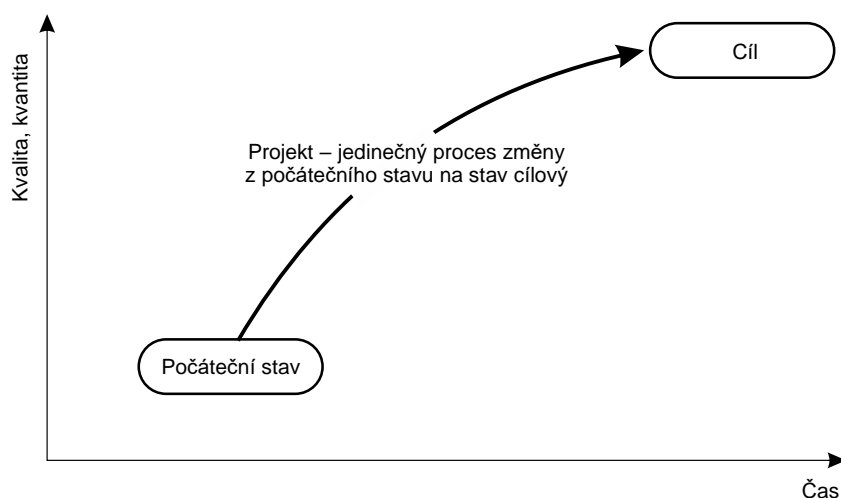 Kvalita, kvantita
Cíl
Projekt – jedinečný proces změny
z počátečního stavu na stav cílový
Počáteční stav
Čas